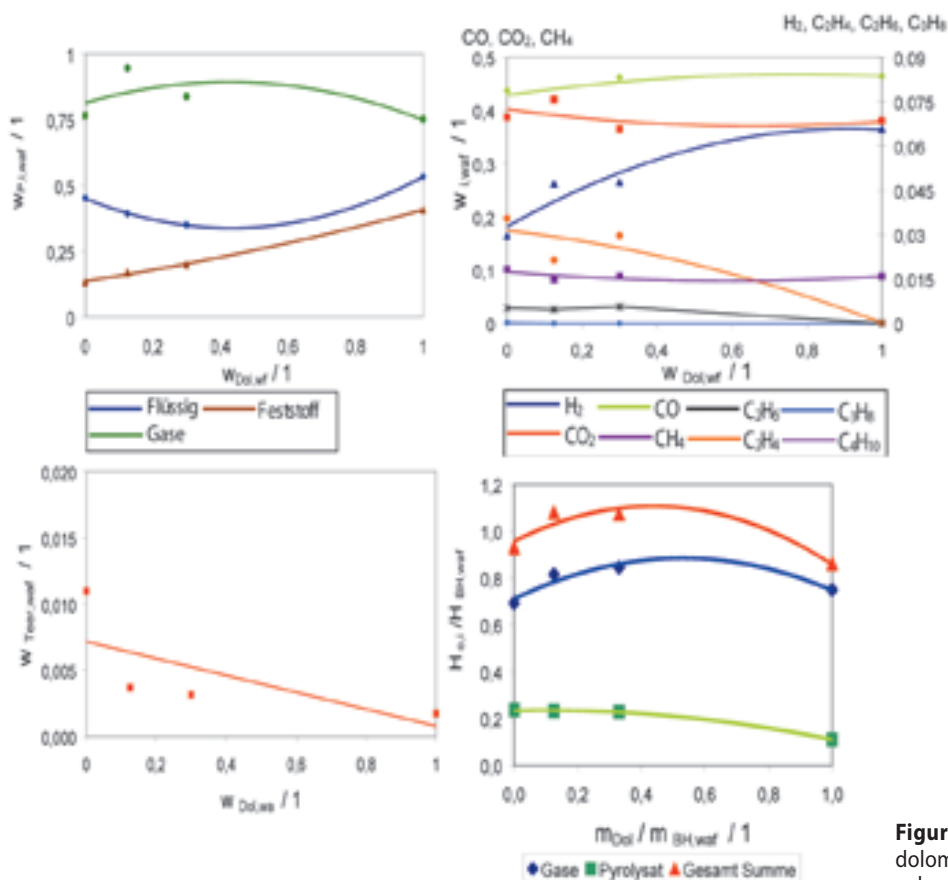 CO, CO₂, CH₄
H₂, C₂H₄, C₂H₆, C₃H₈
1
0,75
0,5
0,25
0
w P,i,waf / 1
0 0,2 0,4 0,6 0,8 1
w Dol,wf / 1
Flüssig Feststoff
Gase
0,5
0,4
0,3
0,2
0,1
0
w i,waf / 1
0.09
0.075
0.06
0.045
0.03
0.015
0
0 0,2 0,4 0,6 0,8 1
w Dol,wf / 1
H₂ CO C₂H₆ C₃H₈
CO₂ CH₄ C₂H₄ C₄H₁₀
0,020
0,015
0,010
0,005
0,000
w Teer,waf / 1
0 0,2 0,4 0,6 0,8 1
w Dol,wa / 1
1,2
1,0
0,8
0,6
0,4
0,2
0,0
H o,i /H BH,waf
0,0 0,2 0,4 0,6 0,8 1,0
m Dol / m BH,waf / 1
Gase Pyrolysat Gesamt Summe
Figur
dolom